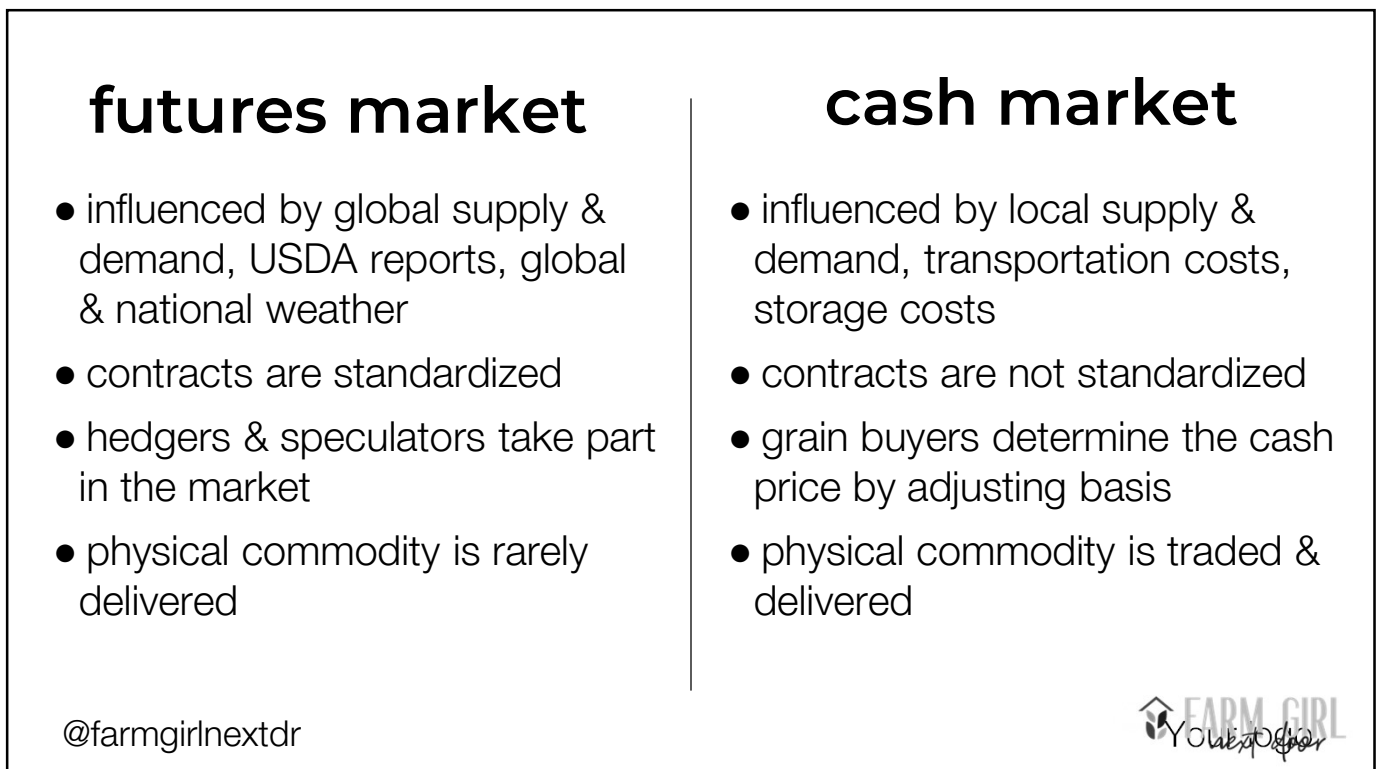 futures market
● influenced by global supply &
demand, USDA reports, global
& national weather
● contracts are standardized
● hedgers & speculators take part
in the market
● physical commodity is rarely
delivered
cash market
● influenced by local supply &
demand, transportation costs,
storage costs
● contracts are not standardized
● grain buyers determine the cash
price by adjusting basis
● physical commodity is traded &
delivered
@farmgirlnextdr
FARM GIRL
next door